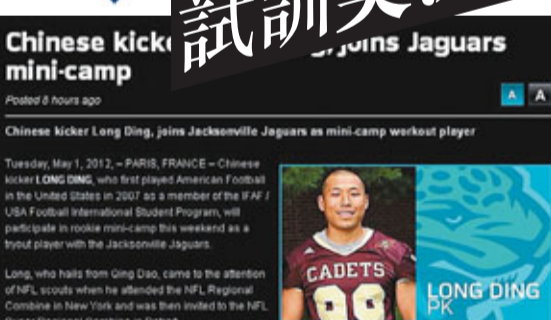 試訓
Chinese joins Jaguars
mini-camp
Posted 8 hours ago
A A
Chinese kicker Long Ding, joins Jacksonville Jaguars as mini-camp workout player
Tuesday, May 1, 2012, – PARIS, FRANCE – Chinese
kicker LONG DING, who first played American Football
in the United States in 2007 as a member of the IFAF /
USA Football International Student Program, will
participate in rookie mini-camp this weekend as a
tryout player with the Jacksonville Jaguars.
Long, who hails from Qing Dao, came to the attention
of NFL scouts when he attended the NFL Regional
Combine in New York and was then invited to the NFL
CADETS
LONG DING
PK